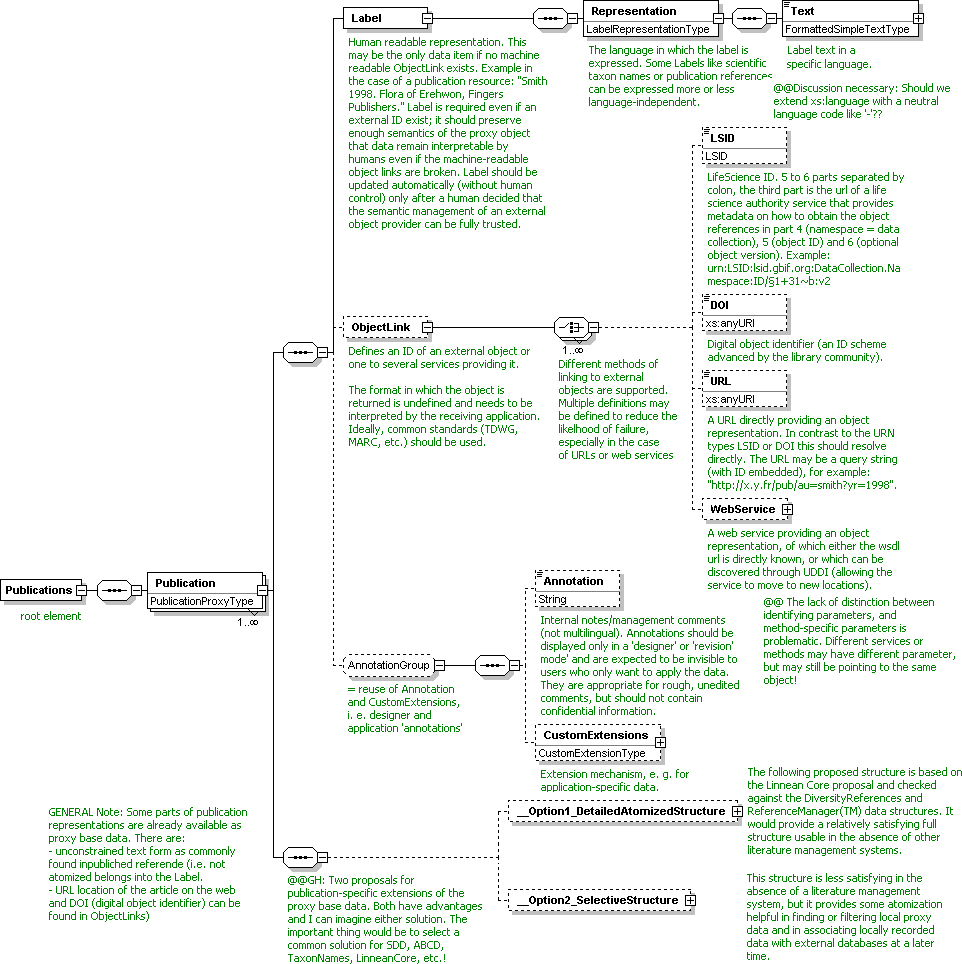 Label
Human readable representation. This
may be the only data item if no machine
readable ObjectLink exists. Example in
the case of a publication resource: "Smith
1998. Flora of Erehwon, Fingers
Publishers." Label is required even if an
external ID exist; it should preserve
enough semantics of the proxy object
that data remain interpretable by
humans even if the machine-readable
object links are broken. Label should be
updated automatically (without human
control) only after a human decided that
the semantic management of an external
object provider can be fully trusted.
Representation
LabelRepresentationType
The language in which the label is
expressed. Some Labels like scientific
taxon names or publication references
can be expressed more or less
language-independent.
Text
FormattedSimpleTextType
Label text in a
specific language.
@@Discussion necessary: Should we
extend xs:language with a neutral
language code like '-'??
ObjectLink
Defines an ID of an external object or
one to several services providing it.
The format in which the object is
returned is undefined and needs to be
interpreted by the receiving application.
Ideally, common standards (TDWG,
MARC, etc.) should be used.
1..∞
Different methods of
linking to external
objects are supported.
Multiple definitions may
be defined to reduce the
likelhood of failure,
especially in the case
of URLs or web services
LSID
LSID
LifeScience ID. 5 to 6 parts separated by
colon, the third part is the url of a life
science authority service that provides
metadata on how to obtain the object
references in part 4 (namespace = data
collection), 5 (object ID) and 6 (optional
object version). Example:
urn:LSID:lsid.gbif.org:DataCollection.Na
mespace:ID/§1+31~b:v2
DOI
xs:anyURI
Digital object identifier (an ID scheme
advanced by the library community).
URL
xs:anyURI
A URL directly providing an object
representation. In contrast to the URN
types LSID or DOI this should resolve
directly. The URL may be a query string
(with ID embedded), for example:
"http://x.y.fr/pub/au=smith?yr=1998".
WebService
A web service providing an object
representation, of which either the wsdl
url is directly known, or which can be
discovered through UDDI (allowing the
service to move to new locations).
@@ The lack of distinction between
identifying parameters, and
method-specific parameters is
problematic. Different services or
methods may have different parameter,
but may still be pointing to the same
object!
Publications
root element
Publication
PublicationProxyType
1..∞
AnnotationGroup
= reuse of Annotation
and CustomExtensions,
i. e. designer and
application 'annotations'
Annotation
String
Internal notes/management comments
(not multilingual). Annotations should be
displayed only in a 'designer' or 'revision'
mode' and are expected to be invisible to
users who only want to apply the data.
They are appropriate for rough, unedited
comments, but should not contain
confidential information.
CustomExtensions
CustomExtensionType
Extension mechanism, e. g. for
application-specific data.
GENERAL Note: Some parts of publication
representations are already available as
proxy base data. There are:
- unconstrained text form as commonly
found inpubliched referende (i.e. not
atomized belongs into the Label.
- URL location of the article on the web
and DOI (digital object identifier) can be
found in ObjectLinks)
@@GH: Two proposals for
publication-specific extensions of the
proxy base data. Both have advantages
and I can imagine either solution. The
important thing would be to select a
common solution for SDD, ABCD,
TaxonNames, LinneanCore, etc.!
__Option1_DetailedAtomizedStructure
The following proposed structure is based on
the Linnean Core proposal and checked
against the DiversityReferences and
ReferenceManager(TM) data structures. It
would provide a relatively satisfying full
structure usable in the absence of other
literature management systems.
__Option2_SelectiveStructure
This structure is less satisfying in the
absence of a literature management
system, but it provides some atomization
helpful in finding or filtering local proxy
data and in associating locally recorded
data with external databases at a later
time.